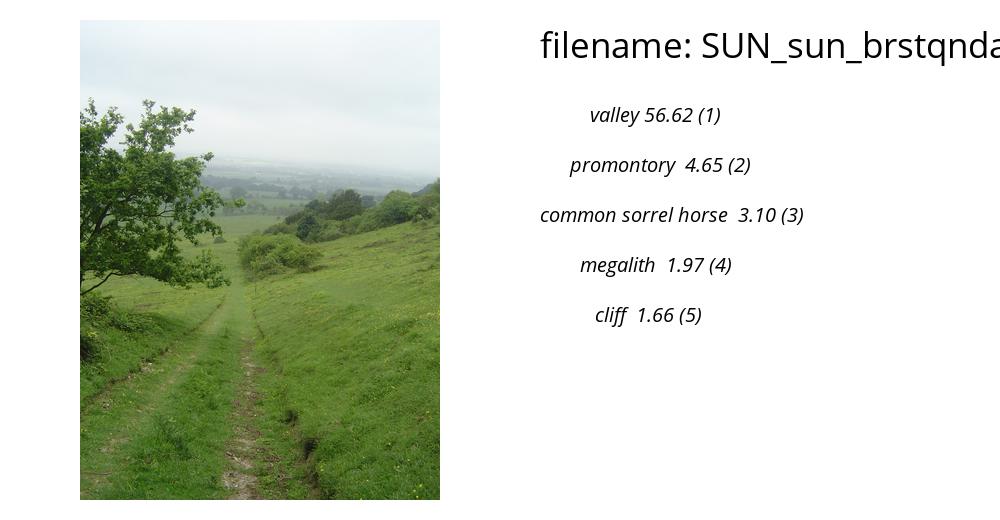 filename: SUN_sun_brstqnda
valley 56.62 (1)
promontory 4.65 (2)
common sorrel horse 3.10 (3)
megalith 1.97 (4)
cliff 1.66 (5)